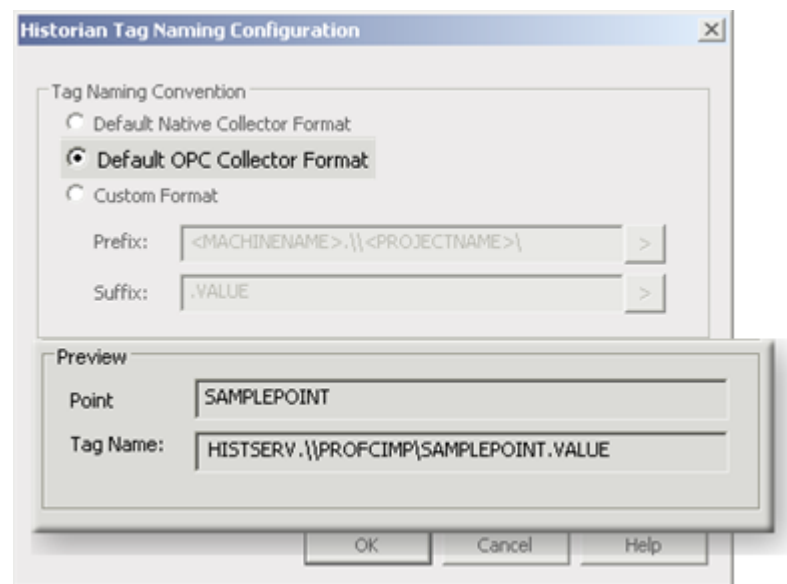 Historian Tag Naming Configuration
Tag Naming Convention
Default Native Collector Format
Default OPC Collector Format
Custom Format
Prefix: <MACHINENAME>.\\<PROJECTNAME>\ >
Suffix: .VALUE >
Preview
Point SAMPLEPOINT
Tag Name: HISTSERV.\\PROFCIMP\SAMPLEPOINT.VALUE
OK Cancel Help